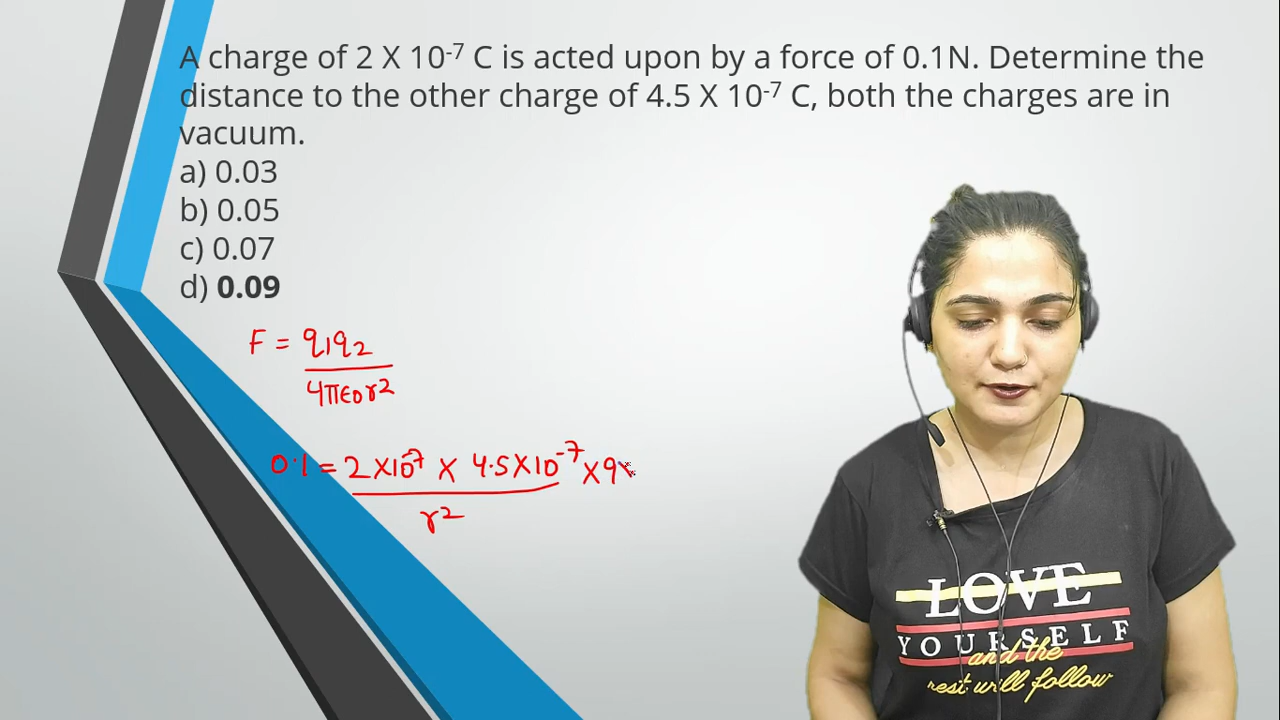 A charge of 2 X 10⁻⁷ C is acted upon by a force of 0.1N. Determine the
distance to the other charge of 4.5 X 10⁻⁷ C, both the charges are in
vacuum.
a) 0.03
b) 0.05
c) 0.07
d) 0.09
F = q₁q₂
4π∈₀r²
0.1 = 2×10⁻⁷ × 4.5×10⁻⁷ ×9×
r²
LOVE
YOURSELF
and the
rest will follow